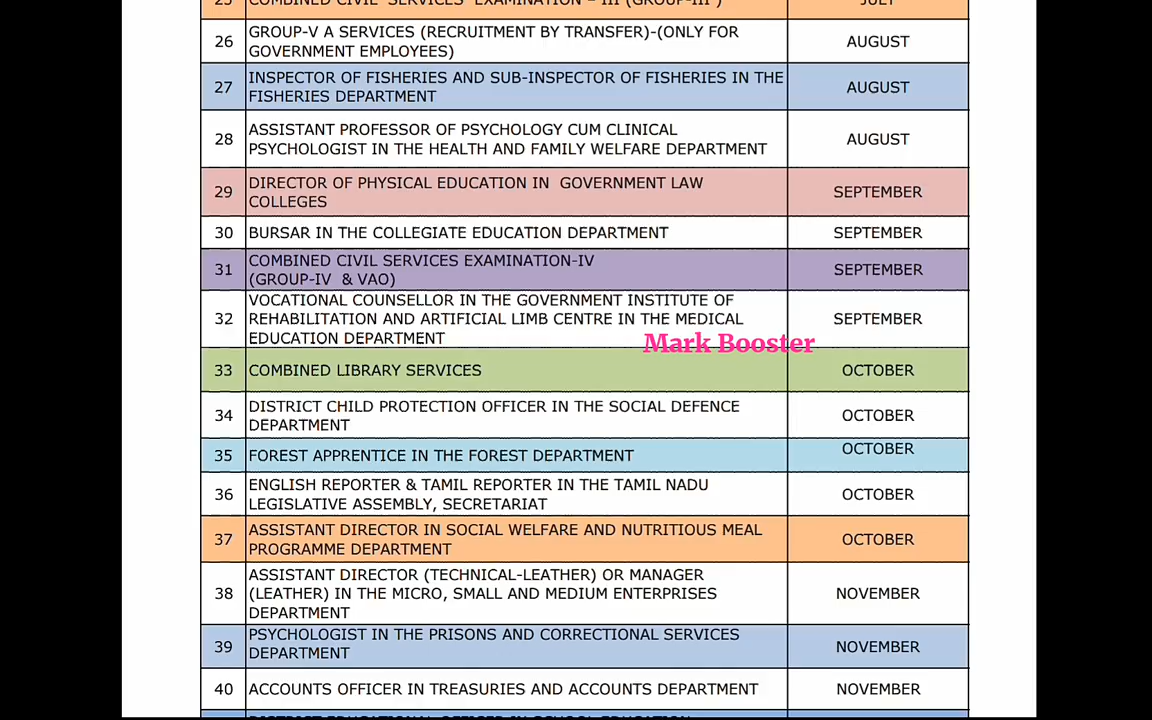 25 COMBINED CIVIL SERVICES EXAMINATION – III (GROUP-III ) JULY
26 GROUP-V A SERVICES (RECRUITMENT BY TRANSFER)-(ONLY FOR
GOVERNMENT EMPLOYEES) AUGUST
27 INSPECTOR OF FISHERIES AND SUB-INSPECTOR OF FISHERIES IN THE
FISHERIES DEPARTMENT AUGUST
28 ASSISTANT PROFESSOR OF PSYCHOLOGY CUM CLINICAL
PSYCHOLOGIST IN THE HEALTH AND FAMILY WELFARE DEPARTMENT AUGUST
29 DIRECTOR OF PHYSICAL EDUCATION IN GOVERNMENT LAW
COLLEGES SEPTEMBER
30 BURSAR IN THE COLLEGIATE EDUCATION DEPARTMENT SEPTEMBER
31 COMBINED CIVIL SERVICES EXAMINATION-IV
(GROUP-IV & VAO) SEPTEMBER
32 VOCATIONAL COUNSELLOR IN THE GOVERNMENT INSTITUTE OF
REHABILITATION AND ARTIFICIAL LIMB CENTRE IN THE MEDICAL
EDUCATION DEPARTMENT SEPTEMBER
Mark Booster
33 COMBINED LIBRARY SERVICES OCTOBER
34 DISTRICT CHILD PROTECTION OFFICER IN THE SOCIAL DEFENCE
DEPARTMENT OCTOBER
35 FOREST APPRENTICE IN THE FOREST DEPARTMENT OCTOBER
36 ENGLISH REPORTER & TAMIL REPORTER IN THE TAMIL NADU
LEGISLATIVE ASSEMBLY, SECRETARIAT OCTOBER
37 ASSISTANT DIRECTOR IN SOCIAL WELFARE AND NUTRITIOUS MEAL
PROGRAMME DEPARTMENT OCTOBER
38 ASSISTANT DIRECTOR (TECHNICAL-LEATHER) OR MANAGER
(LEATHER) IN THE MICRO, SMALL AND MEDIUM ENTERPRISES
DEPARTMENT NOVEMBER
39 PSYCHOLOGIST IN THE PRISONS AND CORRECTIONAL SERVICES
DEPARTMENT NOVEMBER
40 ACCOUNTS OFFICER IN TREASURIES AND ACCOUNTS DEPARTMENT NOVEMBER